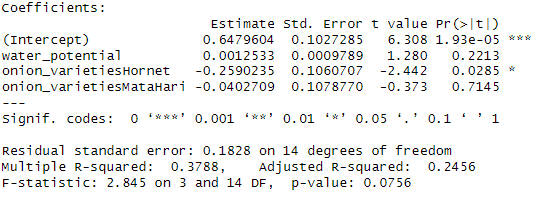 Coefficients:
Estimate Std. Error t value Pr(>|t|)
(Intercept) 0.6479604 0.1027285 6.308 1.93e-05 ***
water_potential 0.0012533 0.0009789 1.280 0.2213
onion_varietiesHornet -0.2590235 0.1060707 -2.442 0.0285 *
onion_varietiesMataHari -0.0402709 0.1078770 -0.373 0.7145
---
Signif. codes: 0 ‘***’ 0.001 ‘**’ 0.01 ‘*’ 0.05 ‘.’ 0.1 ‘ ’ 1
Residual standard error: 0.1828 on 14 degrees of freedom
Multiple R-squared: 0.3788, Adjusted R-squared: 0.2456
F-statistic: 2.845 on 3 and 14 DF, p-value: 0.0756